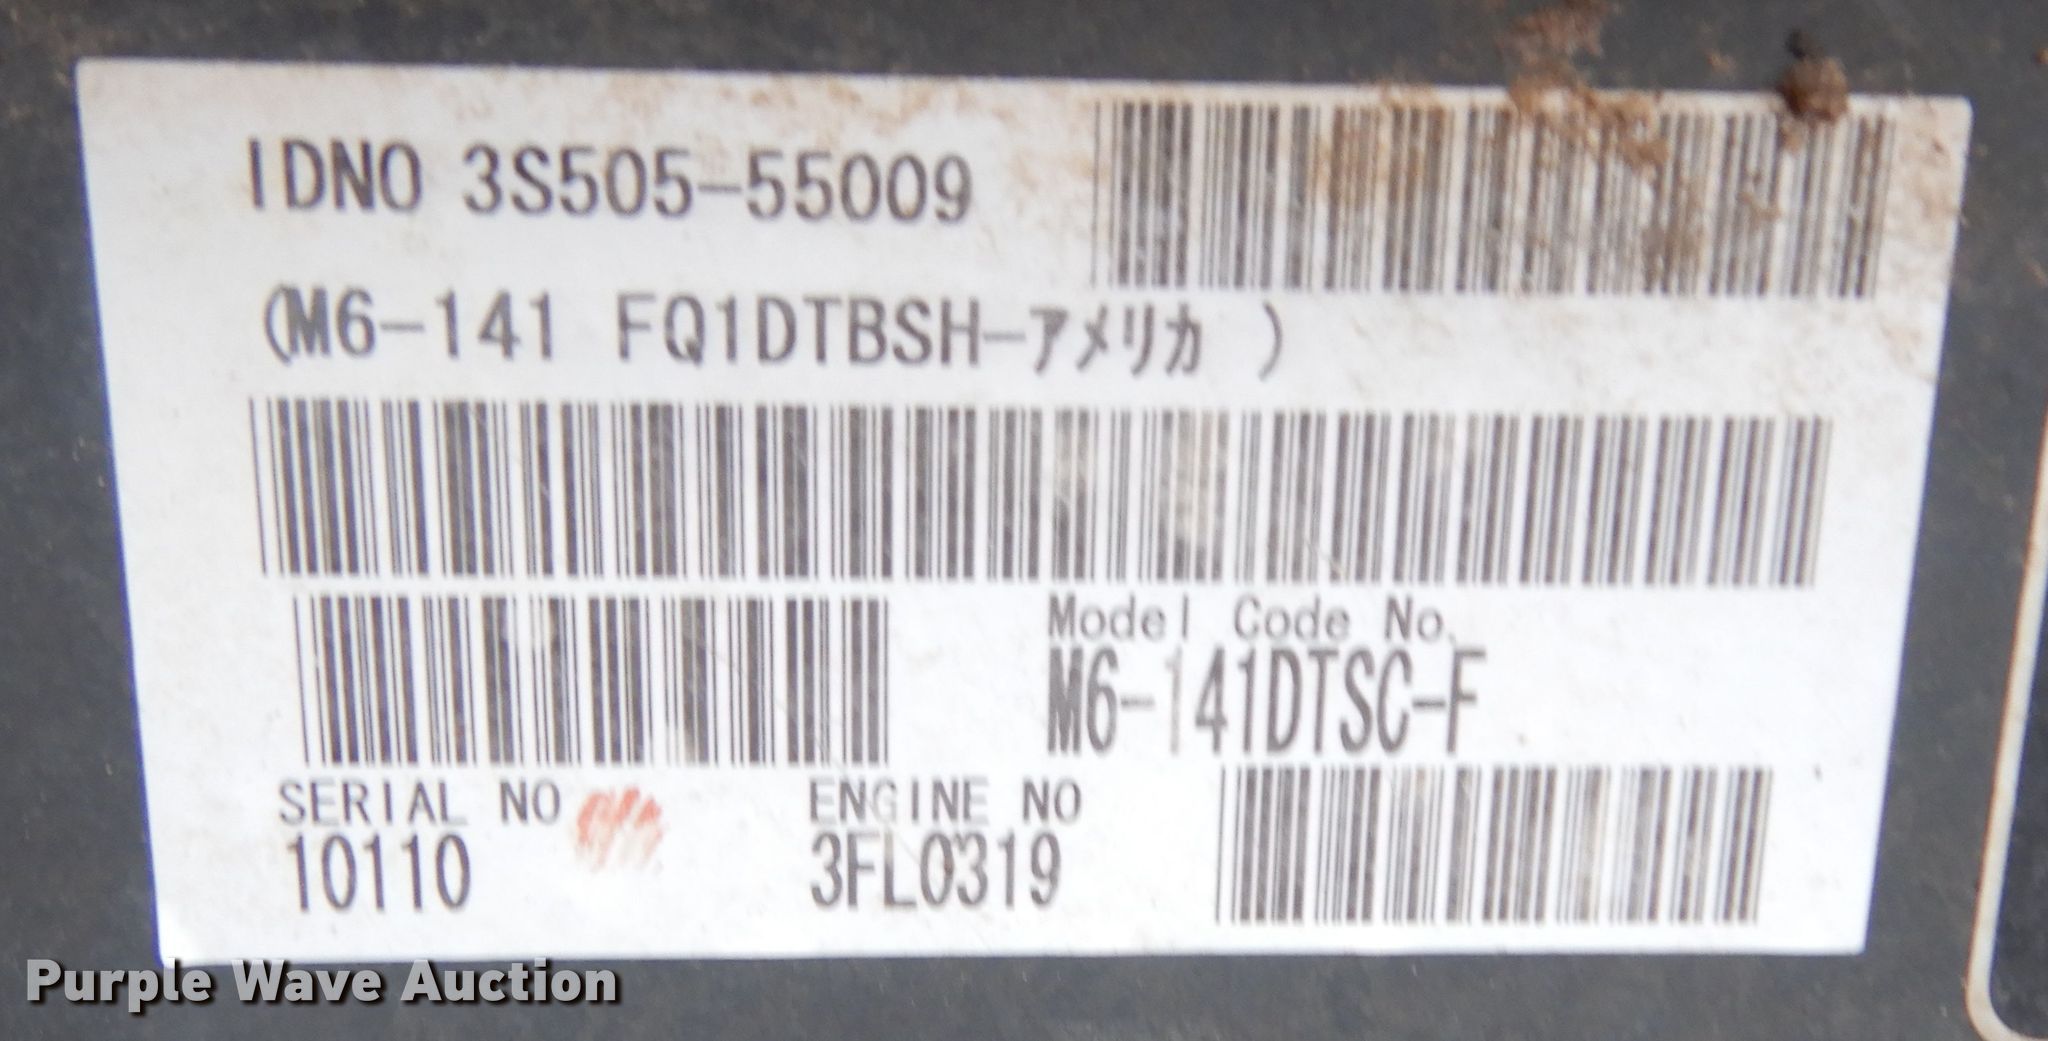 IDNO 3S505-55009
(M6-141 FQ1DTBSH-アメリカ )
Model Code No.
M6-141DTSC-F
SERIAL NO
10110
ENGINE NO
3FL0319
Purple Wave Auction